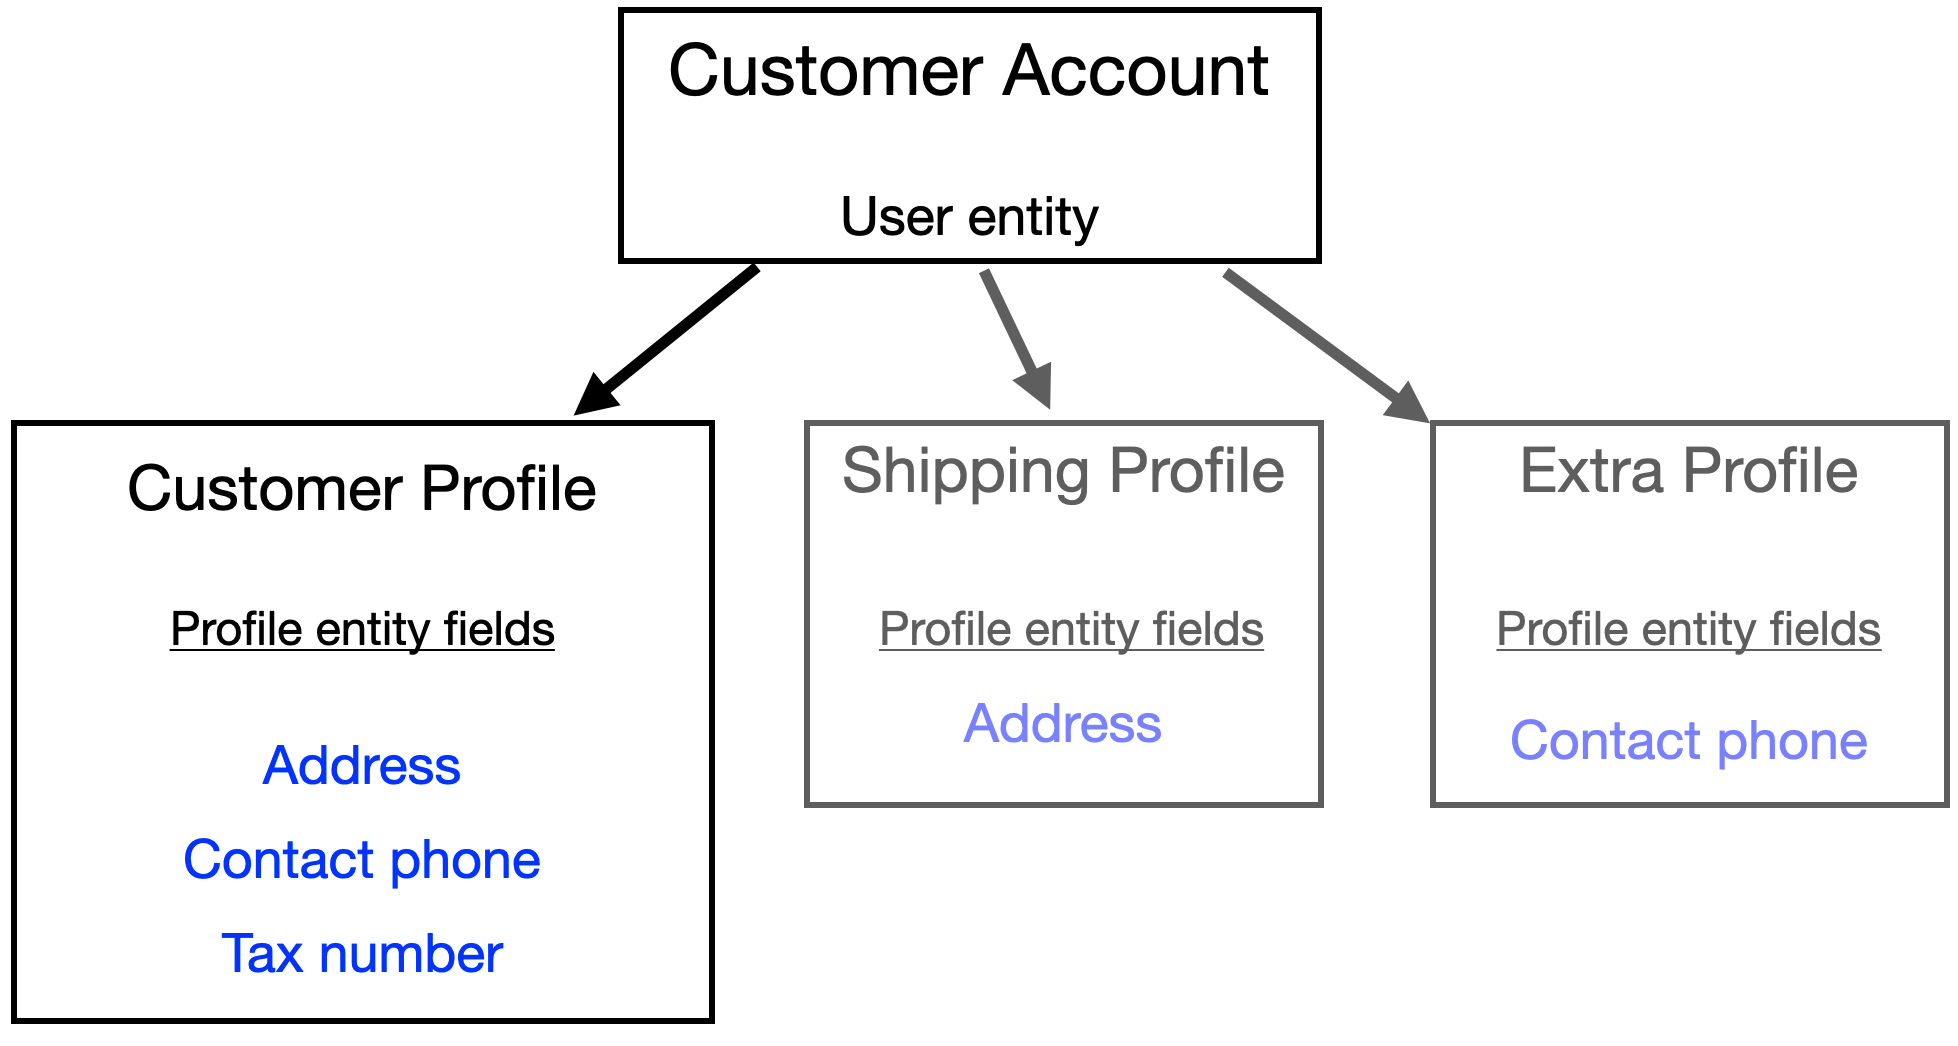 Customer Account
User entity
Customer Profile
Profile entity fields
Address
Contact phone
Tax number
Shipping Profile
Profile entity fields
Address
Extra Profile
Profile entity fields
Contact phone